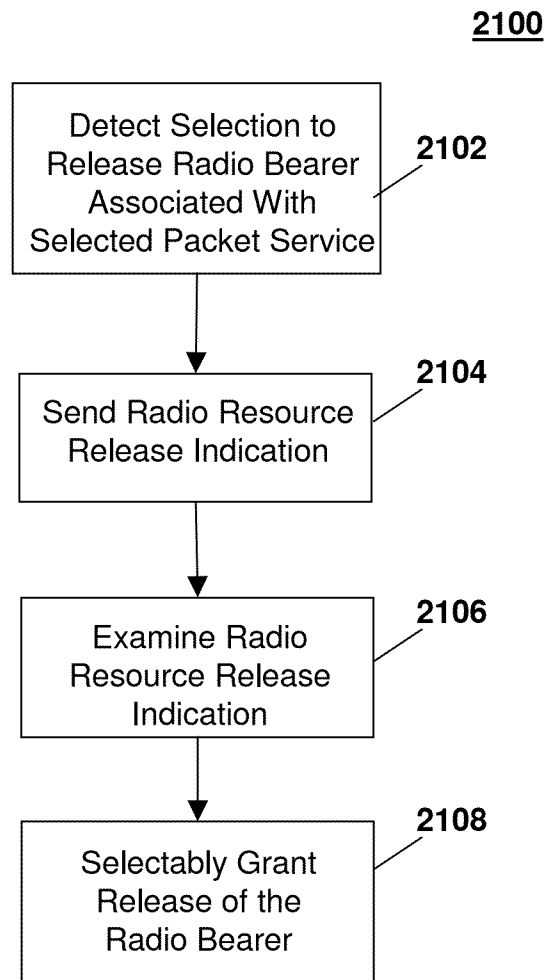 2100
Detect Selection to
Release Radio Bearer
Associated With
Selected Packet Service
2102
Send Radio Resource
Release Indication
2104
Examine Radio
Resource Release
Indication
2106
Selectably Grant
Release of the
Radio Bearer
2108